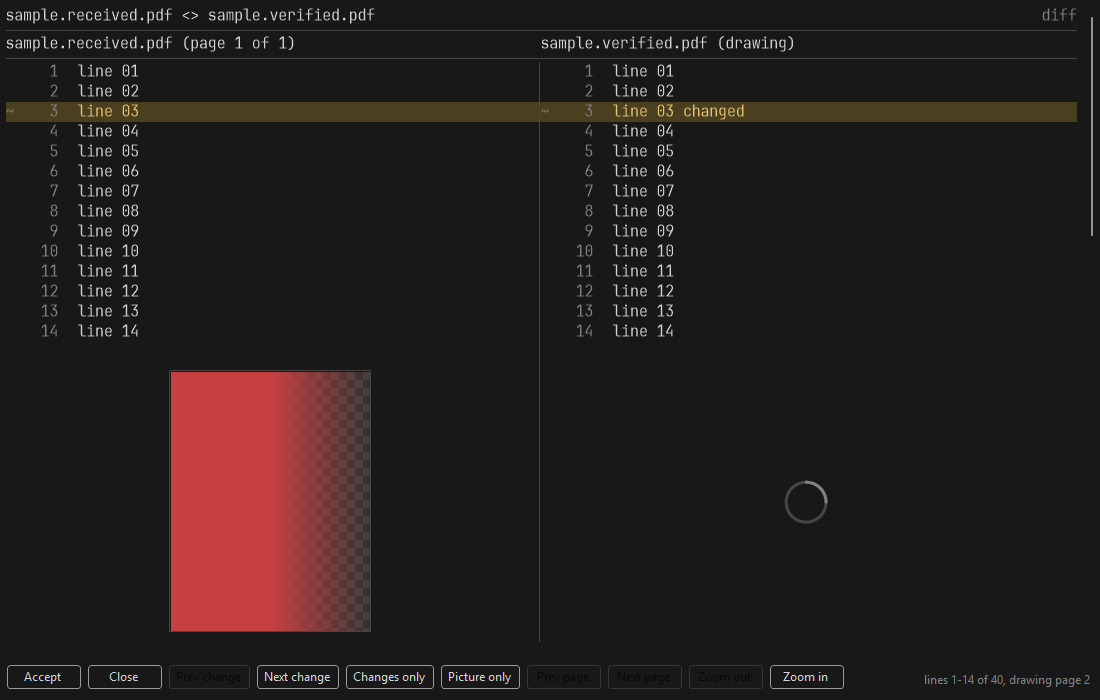 sample.received.pdf <> sample.verified.pdf diff
sample.received.pdf (page 1 of 1) sample.verified.pdf (drawing)
1 line 01 1 line 01
2 line 02 2 line 02
~ 3 line 03 ~ 3 line 03 changed
4 line 04 4 line 04
5 line 05 5 line 05
6 line 06 6 line 06
7 line 07 7 line 07
8 line 08 8 line 08
9 line 09 9 line 09
10 line 10 10 line 10
11 line 11 11 line 11
12 line 12 12 line 12
13 line 13 13 line 13
14 line 14 14 line 14
Accept Close Prev change Next change Changes only Picture only Prev page Next page Zoom out Zoom in lines 1-14 of 40, drawing page 2